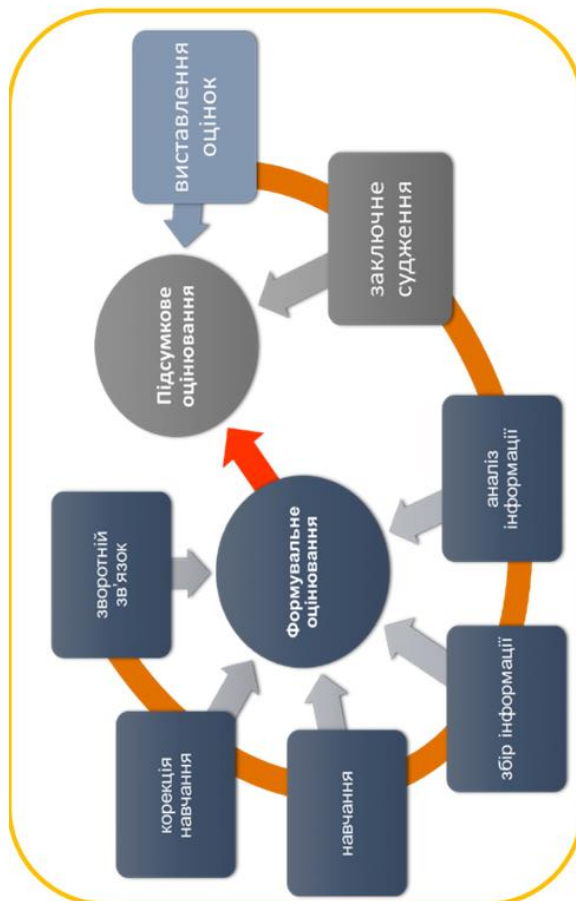 зворотній
зв'язок
корекція
навчання
навчання
збір інформації
аналіз
інформації
Формувальне
оцінювання
Підсумкове
оцінювання
заключне
судження
виставлення
оцінок